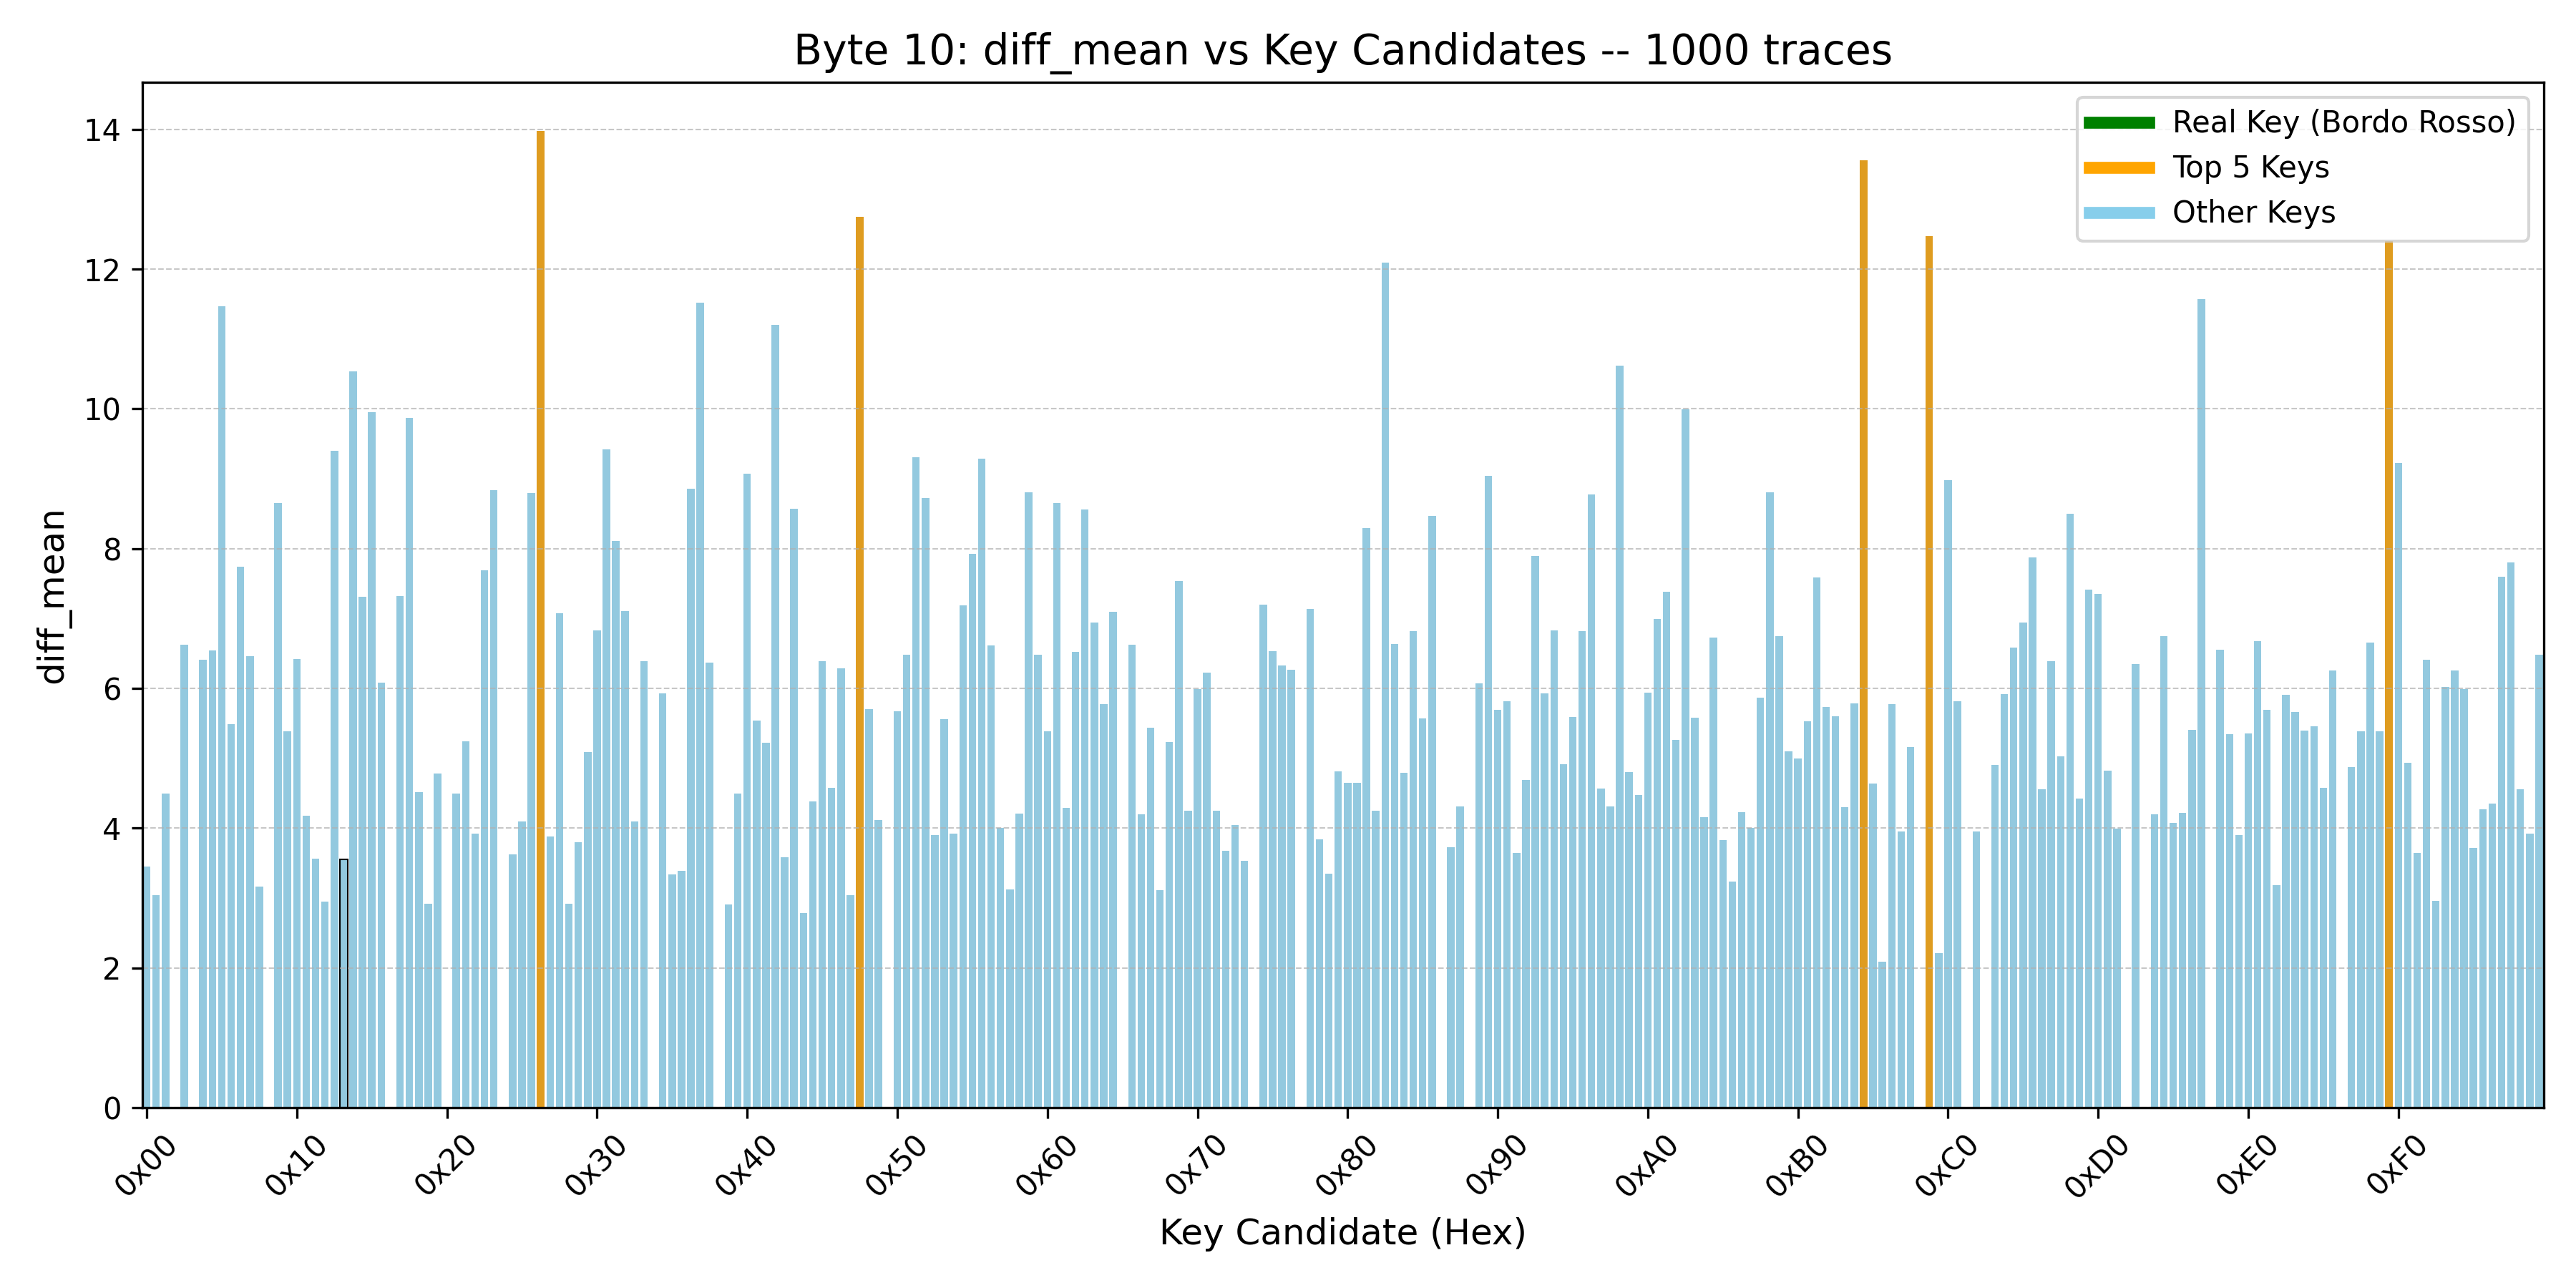 Byte 10: diff_mean vs Key Candidates -- 1000 traces
Real Key (Bordo Rosso)
Top 5 Keys
Other Keys
diff_mean
14
12
10
8
6
4
2
0
0x00 0x10 0x20 0x30 0x40 0x50 0x60 0x70 0x80 0x90 0xA0 0xB0 0xC0 0xD0 0xE0 0xF0
Key Candidate (Hex)